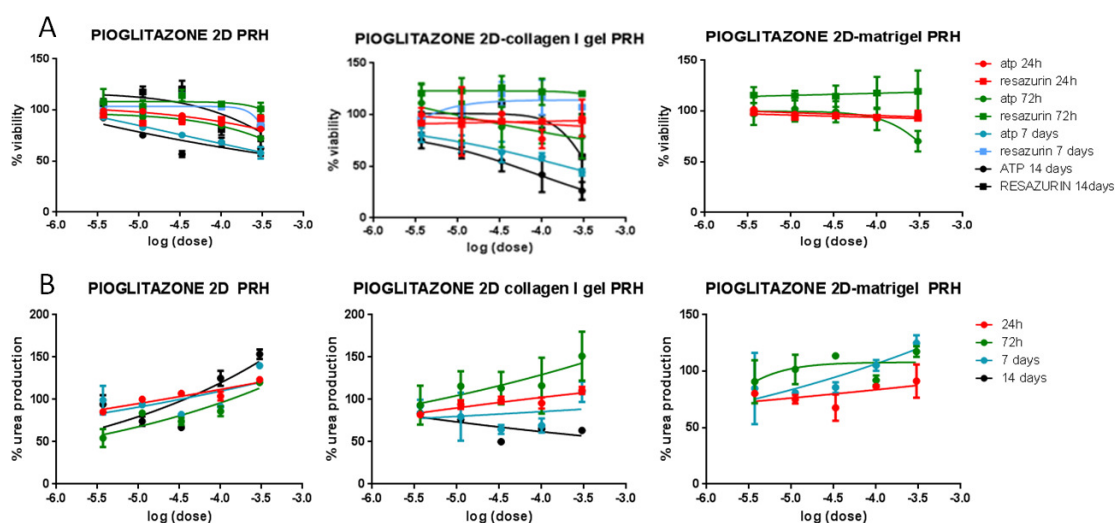 A
PIOGLITAZONE 2D PRH
PIOGLITAZONE 2D-collagen I gel PRH
PIOGLITAZONE 2D-matrigel PRH
% viability
150
100
50
0
-6.0 -5.5 -5.0 -4.5 -4.0 -3.5 -3.0
log (dose)
% viability
150
100
50
0
-6.0 -5.5 -5.0 -4.5 -4.0 -3.5 -3.0
log (dose)
% viability
150
100
50
0
-6.0 -5.5 -5.0 -4.5 -4.0 -3.5 -3.0
log (dose)
atp 24h
resazurin 24h
atp 72h
resazurin 72h
atp 7 days
resazurin 7 days
ATP 14 days
RESAZURIN 14days
B
PIOGLITAZONE 2D PRH
PIOGLITAZONE 2D collagen I gel PRH
PIOGLITAZONE 2D-matrigel PRH
% urea production
200
150
100
50
0
-6.0 -5.5 -5.0 -4.5 -4.0 -3.5 -3.0
log (dose)
% urea production
200
150
100
50
0
-6.0 -5.5 -5.0 -4.5 -4.0 -3.5 -3.0
log (dose)
% urea production
150
100
50
0
-6.0 -5.5 -5.0 -4.5 -4.0 -3.5 -3.0
log (dose)
24h
72h
7 days
14 days